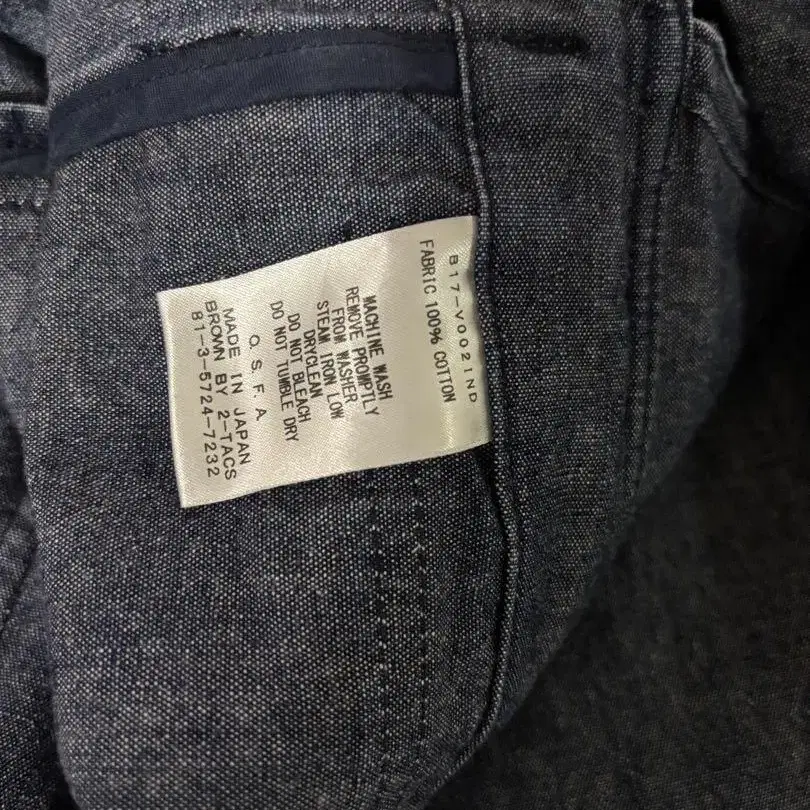 B17-V0021ND
FABRIC 100% COTTON
MACHINE WASH
REMOVE PROMPTLY
FROM WASHER
STEAM IRON LOW
DRYCLEAN
DO NOT BLEACH
DO NOT TUMBLE DRY
O. S. F. A.
MADE IN JAPAN
BROWN BY 2-TACS
81-3-5724-7232